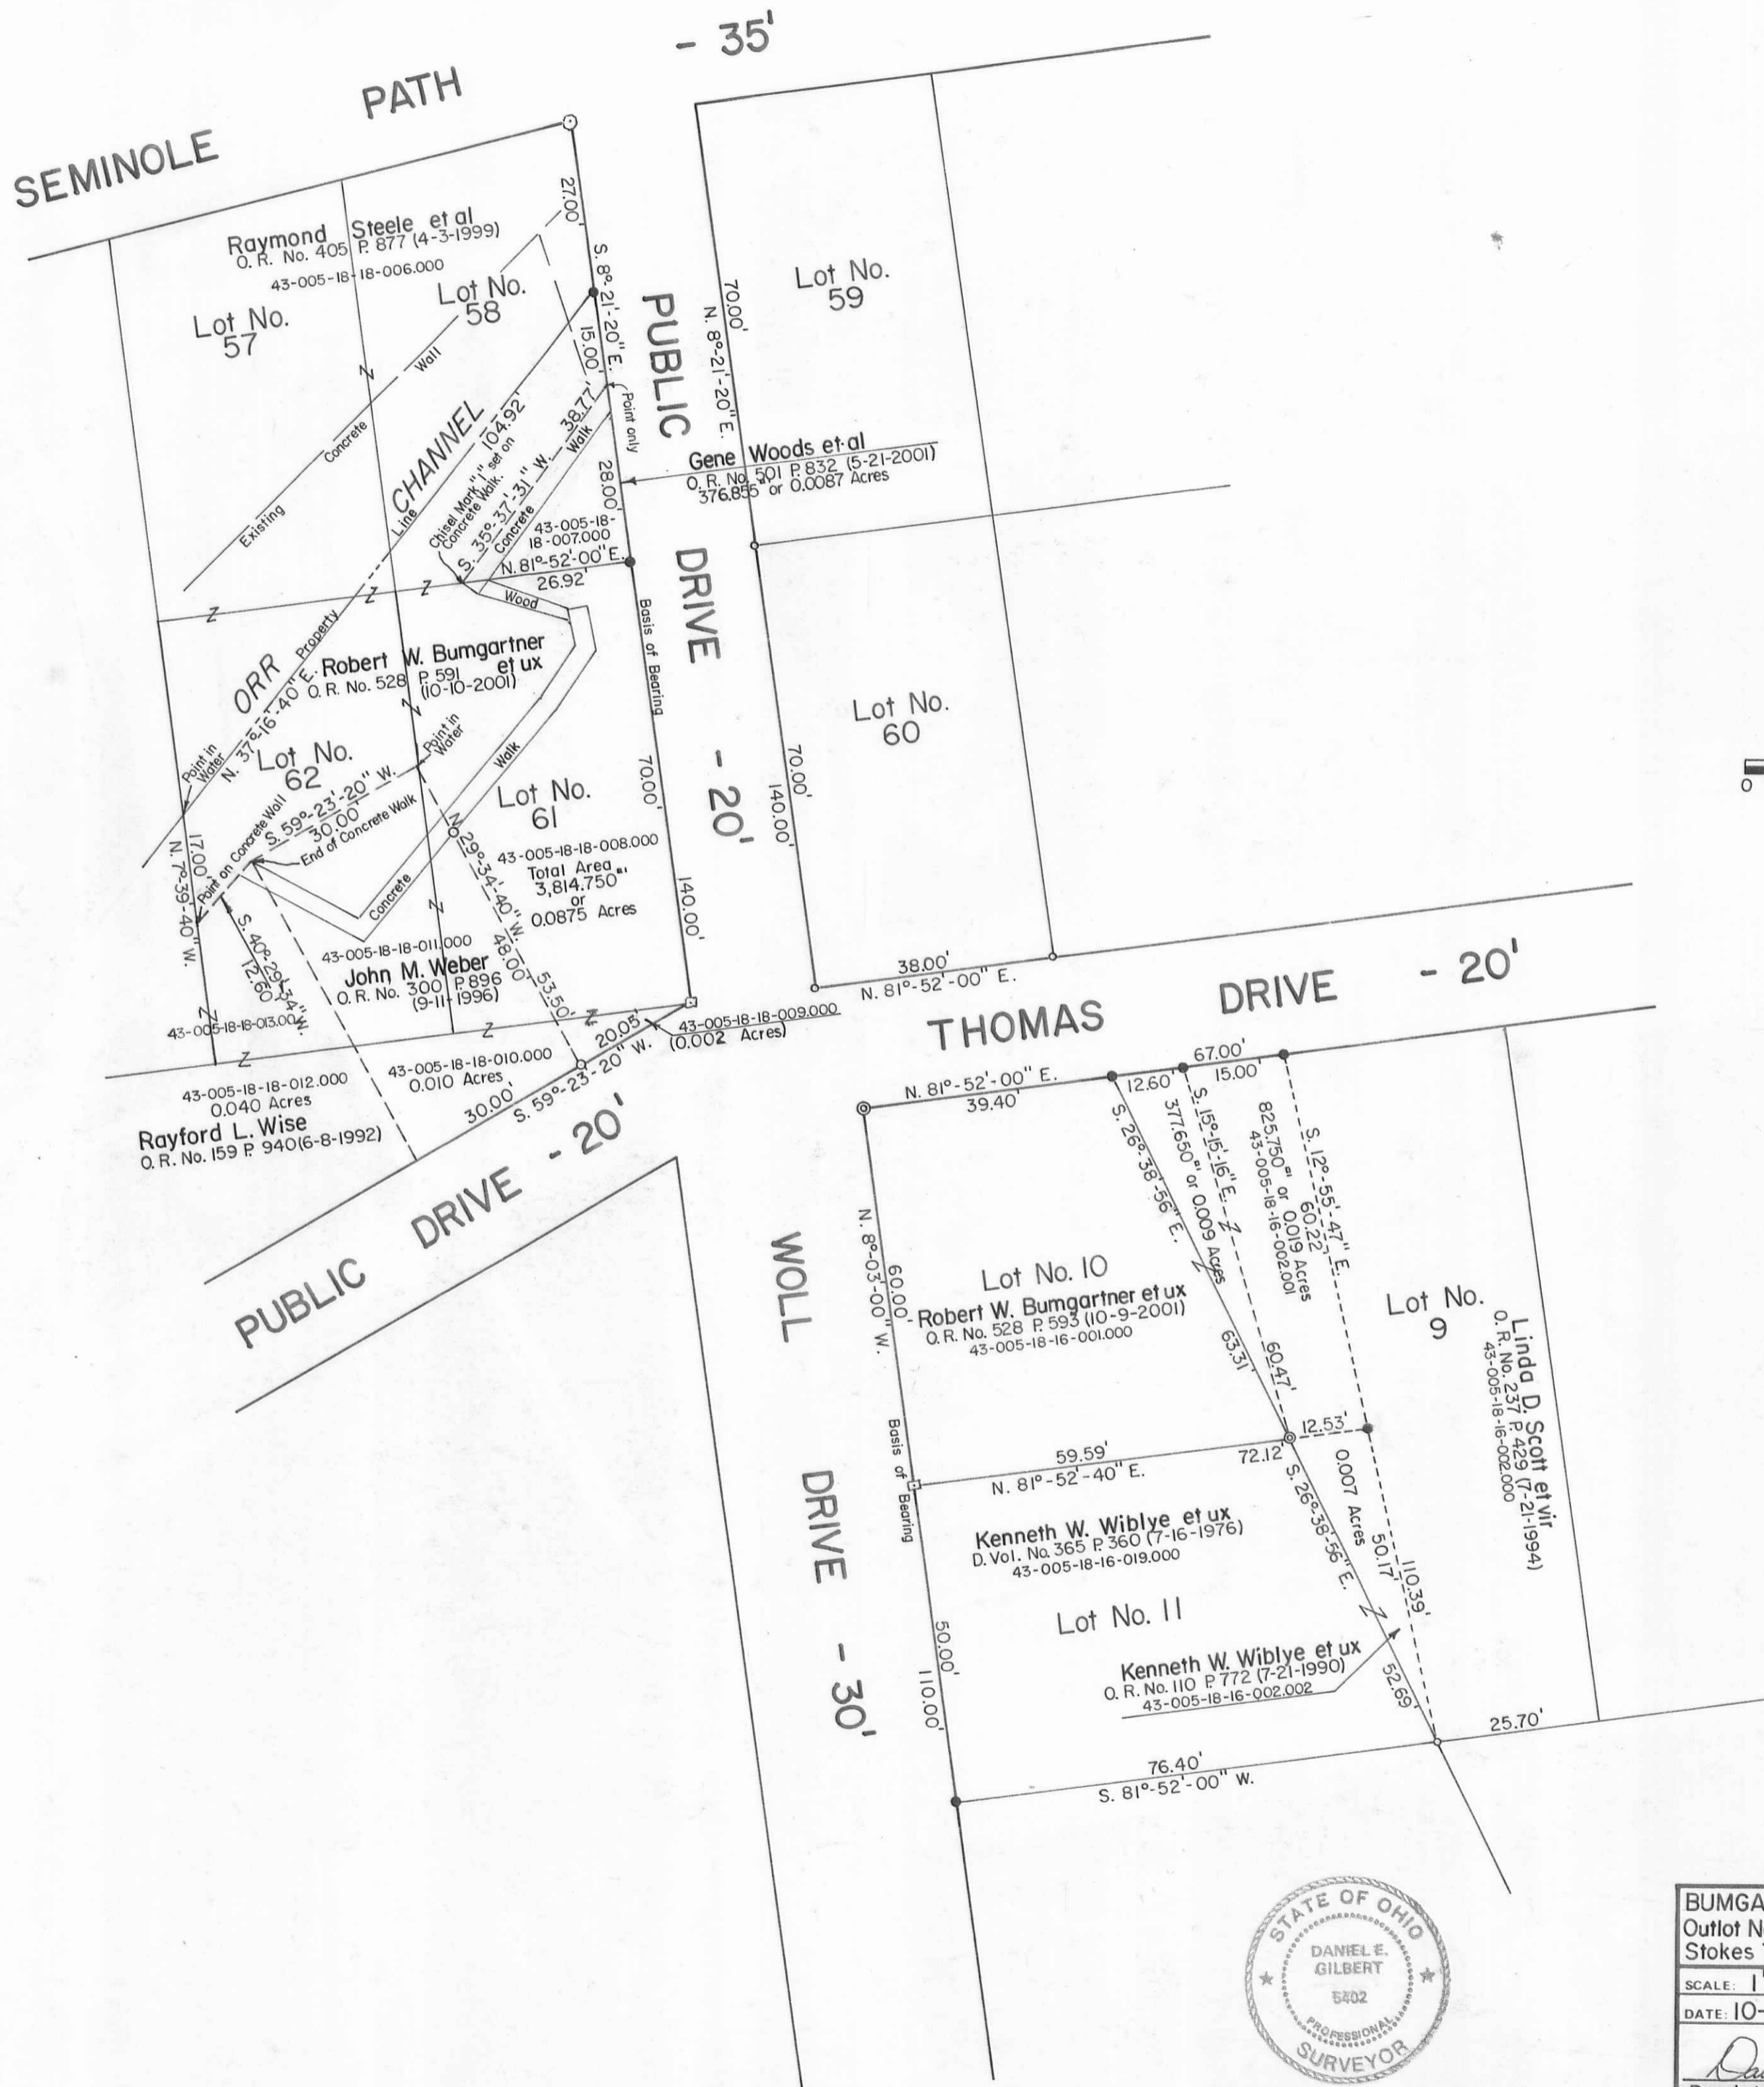 - 35'
PATH
SEMINOLE
27.00'
Raymond Steele et al
O. R. No. 405 P. 877 (4-3-1999)
43-005-18-18-006.000
Lot No.
58
Lot No.
57
S. 8°-21'-20" E.
15.00'
PUBLIC
70.00'
N. 8°-21'-20" E.
Lot No.
59
Existing Concrete Wall
CHANNEL
Line 104.92'
Chisel Mark "j" set on
Concrete Walk.
S. 35°-37'-31" W. 38.77'
Concrete Walk
Point only
28.00'
Gene Woods et al
O. R. No. 501 P. 832 (5-21-2001)
376.855 or 0.0087 Acres
43-005-18-
18-007.000
N. 81°-52'-00" E.
26.92'
Wood
Basis of Bearing
DRIVE
- 20'
ORR
N. 37°-16'-40" E. Property
Robert W. Bumgartner
et ux
O. R. No. 528 P. 591
(10-10-2001)
Point in
Water
Lot No.
62
Point in
Water
Walk
S. 59°-23'-20" W.
30.00'
Point on Concrete Wall
End of Concrete Walk
70.00'
Lot No.
61
Lot No.
60
70.00'
140.00'
0
17.00'
N. 7°-39'-40" W.
43-005-18-18-008.000
Total Area
3,814.750
or
0.0875 Acres
N. 29°-34'-40" W.
48.00'
53.50'
140.00'
Concrete
S. 40°-29'-34" W.
12.60
43-005-18-18-011.000
John M. Weber
O. R. No. 300 P 896
(9-11-1996)
43-005-18-18-013.000
38.00'
N. 81°-52'-00" E.
THOMAS DRIVE - 20'
20.05'
43-005-18-18-009.000
(0.002 Acres)
43-005-18-18-010.000
0.010 Acres
30.00'
S. 59°-23'-20" W.
43-005-18-18-012.000
0.040 Acres
Rayford L. Wise
O. R. No. 159 P. 940 (6-8-1992)
PUBLIC DRIVE - 20'
N. 81°-52'-00" E.
39.40'
67.00'
12.60'
15.00'
S. 26°-38'-56" E.
S. 15°-15'-16" E.
377.650 or 0.009 Acres
825.750 or 0.019 Acres
43-005-18-16-002.001
S. 12°-55'-47" E.
60.22'
WOLL
N. 8°-03'-00" W.
60.00'
Lot No. 10
Robert W. Bumgartner et ux
O. R. No. 528 P. 593 (10-9-2001)
43-005-18-16-001.000
63.31'
60.47'
Lot No.
9
Linda D. Scott et vir
O. R. No. 237 P. 429 (7-21-1994)
43-005-18-16-002.000
Basis of Bearing
59.59'
72.12'
12.53'
N. 81°-52'-40" E.
DRIVE
- 30'
Kenneth W. Wiblye et ux
D. Vol. No. 365 P. 360 (7-16-1976)
43-005-18-16-019.000
S. 26°-38'-56" E.
0.007 Acres
50.17'
110.39'
Lot No. 11
50.00'
110.00'
Kenneth W. Wiblye et ux
O. R. No. 110 P. 772 (7-21-1990)
43-005-18-16-002.002
52.69'
25.70'
76.40'
S. 81°-52'-00" W.
STATE OF OHIO
DANIEL E.
GILBERT
5402
PROFESSIONAL
SURVEYOR
BUMGA
Outlot N
Stokes
SCALE: 1
DATE: 10-